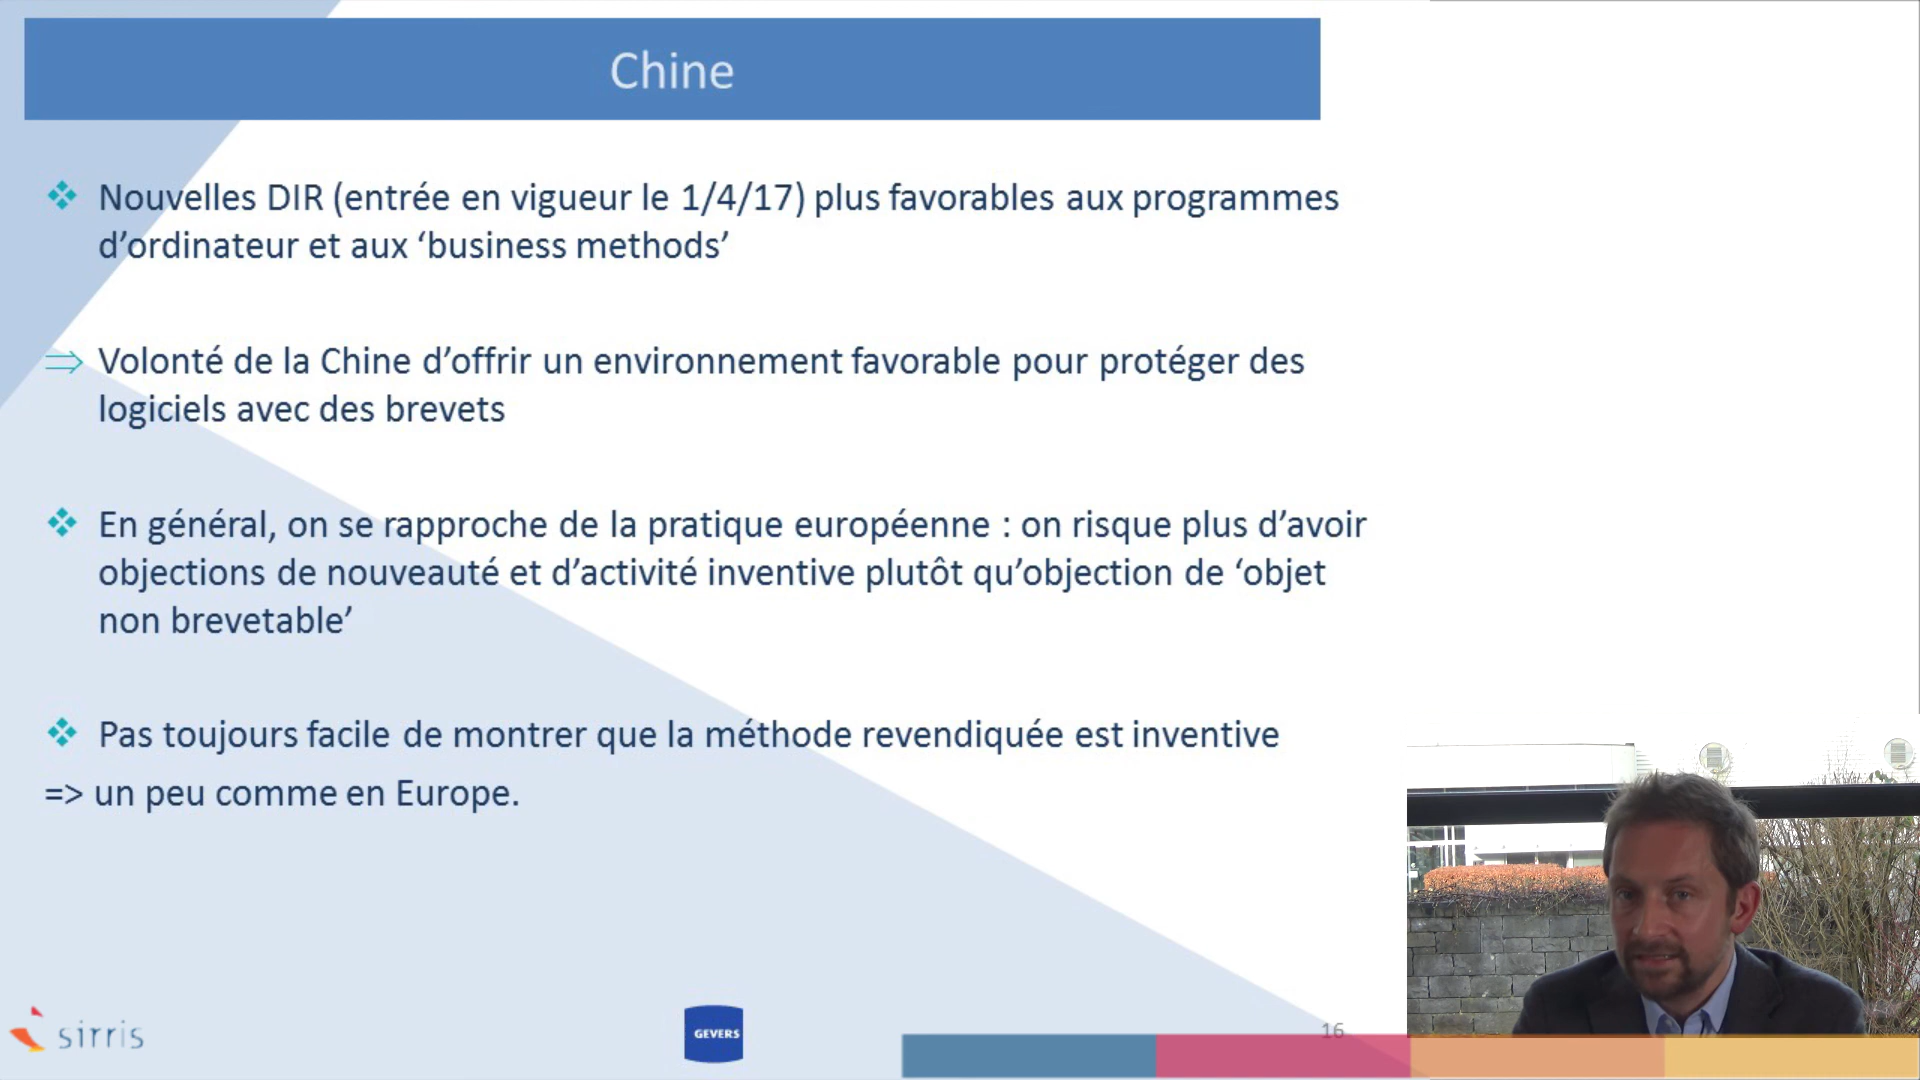 Chine
❖ Nouvelles DIR (entrée en vigueur le 1/4/17) plus favorables aux programmes
d’ordinateur et aux ‘business methods’
⇒ Volonté de la Chine d’offrir un environnement favorable pour protéger des
logiciels avec des brevets
❖ En général, on se rapproche de la pratique européenne : on risque plus d’avoir
objections de nouveauté et d’activité inventive plutôt qu’objection de ‘objet
non brevetable’
❖ Pas toujours facile de montrer que la méthode revendiquée est inventive
=> un peu comme en Europe.
sirris
GEVERS
16